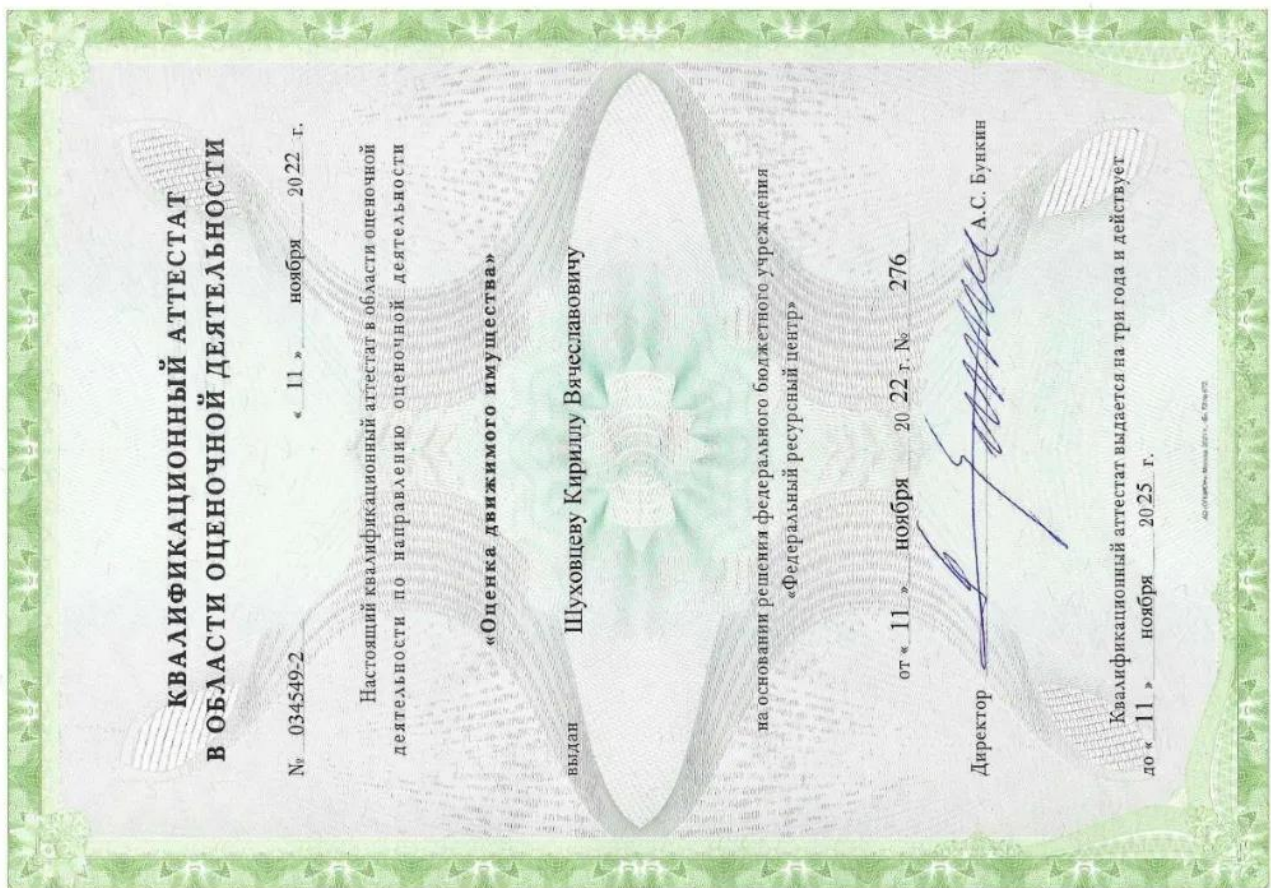 КВАЛИФИКАЦИОННЫЙ АТТЕСТАТ
В ОБЛАСТИ ОЦЕНОЧНОЙ ДЕЯТЕЛЬНОСТИ
№ 034549-2 « 11 » ноября 20 22 г.
Настоящий квалификационный аттестат в области оценочной
деятельности по направлению оценочной деятельности
«Оценка движимого имущества»
выдан Шуховцеву Кириллу Вячеславовичу
на основании решения федерального бюджетного учреждения
«Федеральный ресурсный центр»
от « 11 » ноября 20 22 г. № 276
Директор А.С. Бункин
Квалификационный аттестат выдается на три года и действует
до « 11 » ноября 20 25 г.